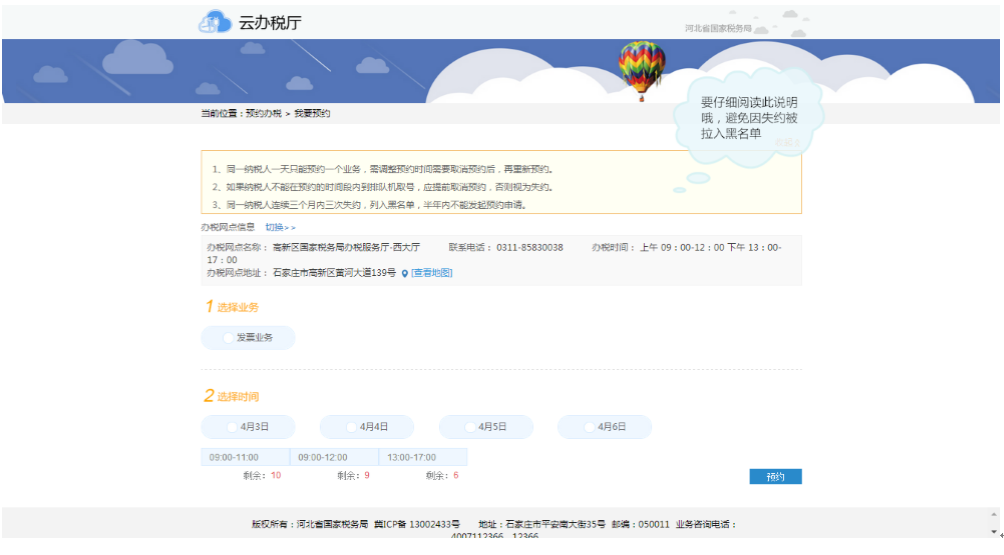 云办税厅
河北省国家税务局
当前位置：预约办税 > 我要预约
要仔细阅读此说明
哦，避免因失约被
拉入黑名单
1、同一纳税人一天只能预约一个业务，需调整预约时间需要取消预约后，再重新预约。
2、如果纳税人不能在预约的时间段内到排队机取号，应提前取消预约，否则视为失约。
3、同一纳税人连续三个月内三次失约，列入黑名单，半年内不能发起预约申请。
办税网点信息 切换>>
办税网点名称： 高新区国家税务局办税服务厅-西大厅 联系电话： 0311-85830038 办税时间： 上午 09：00-12：00 下午 13：00-
17：00
办税网点地址： 石家庄市高新区黄河大道139号 [查看地图]
1 选择业务
发票业务
2 选择时间
4月3日 4月4日 4月5日 4月6日
09:00-11:00 09:00-12:00 13:00-17:00
剩余：10 剩余：9 剩余：6
预约
版权所有：河北省国家税务局 冀ICP备 13002433号 地址：石家庄市平安南大街35号 邮编：050011 业务咨询电话：
4007112366、12366